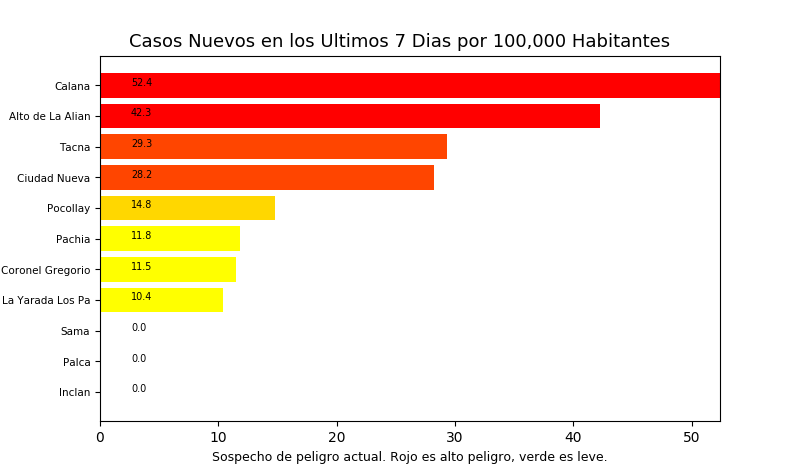 Casos Nuevos en los Ultimos 7 Dias por 100,000 Habitantes
Calana 52.4
Alto de La Alian 42.3
Tacna 29.3
Ciudad Nueva 28.2
Pocollay 14.8
Pachia 11.8
Coronel Gregorio 11.5
La Yarada Los Pa 10.4
Sama 0.0
Palca 0.0
Inclan 0.0
0 10 20 30 40 50
Sospecho de peligro actual. Rojo es alto peligro, verde es leve.